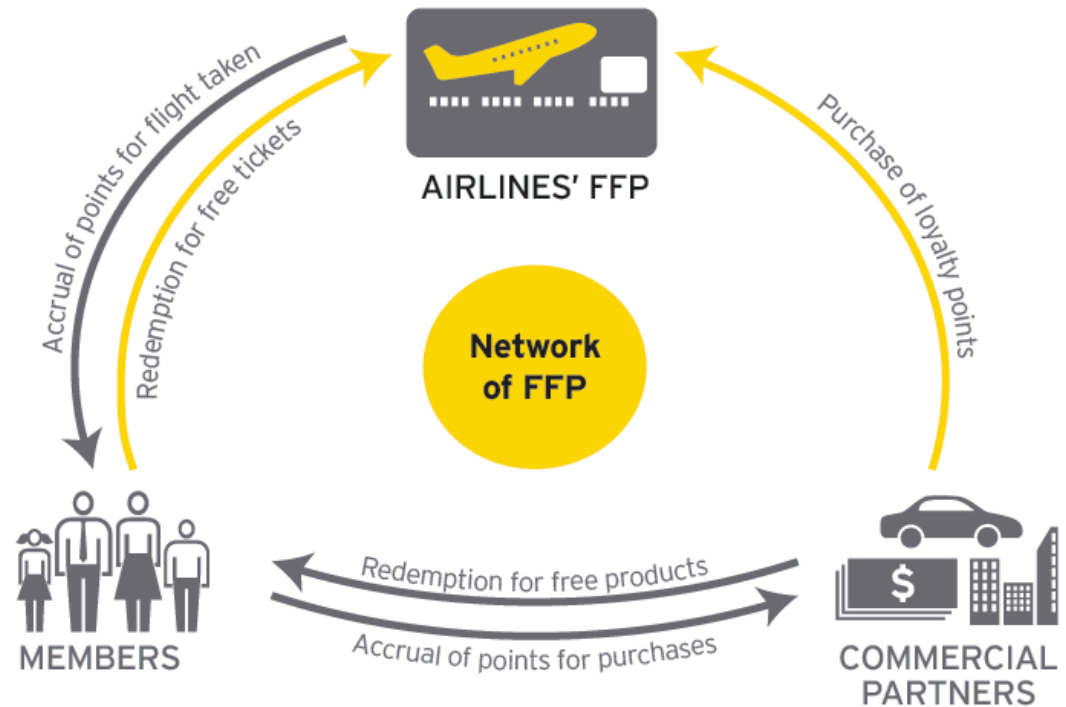 Accrual of points for flight taken
Redemption for free tickets
AIRLINES’ FFP
Purchase of loyalty points
Network
of FFP
Redemption for free products
Accrual of points for purchases
$
MEMBERS
COMMERCIAL
PARTNERS